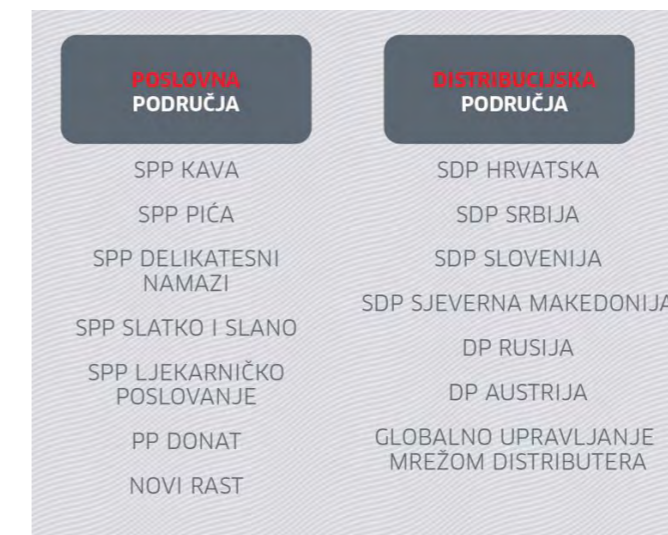 POSLOVNA
PODRUČJA
SPP KAVA
SPP PIĆA
SPP DELIKATESNI
NAMAZI
SPP SLATKO I SLANO
SPP LJEKARNIČKO
POSLOVANJE
PP DONAT
NOVI RAST
DISTRIBUCIJSKA
PODRUČJA
SDP HRVATSKA
SDP SRBIJA
SDP SLOVENIJA
SDP SJEVERNA MAKEDONIJA
DP RUSIJA
DP AUSTRIJA
GLOBALNO UPRAVLJANJE
MREŽOM DISTRIBUTERA